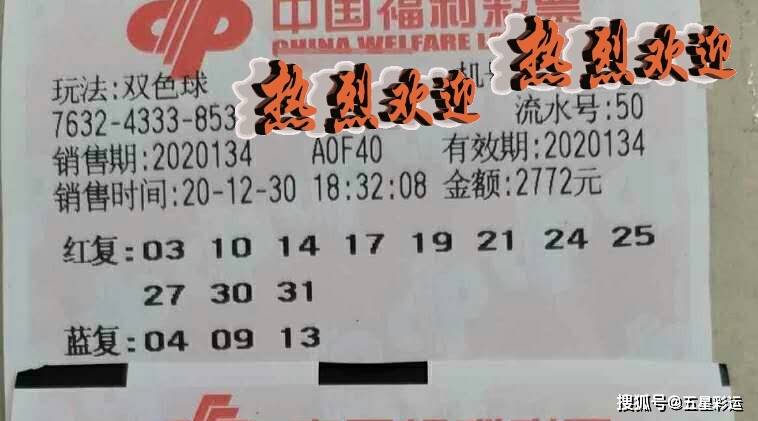 中国福利彩票
CHINA WELFARE
热烈欢迎
热烈欢迎
玩法:双色球
7632-4333-853
流水号:50
销售期:2020134 A0F40 有效期:2020134
销售时间:20-12-30 18:32:08 金额:2772元
红复:03 10 14 17 19 21 24 25
27 30 31
蓝复:04 09 13
搜狐号@五星彩运